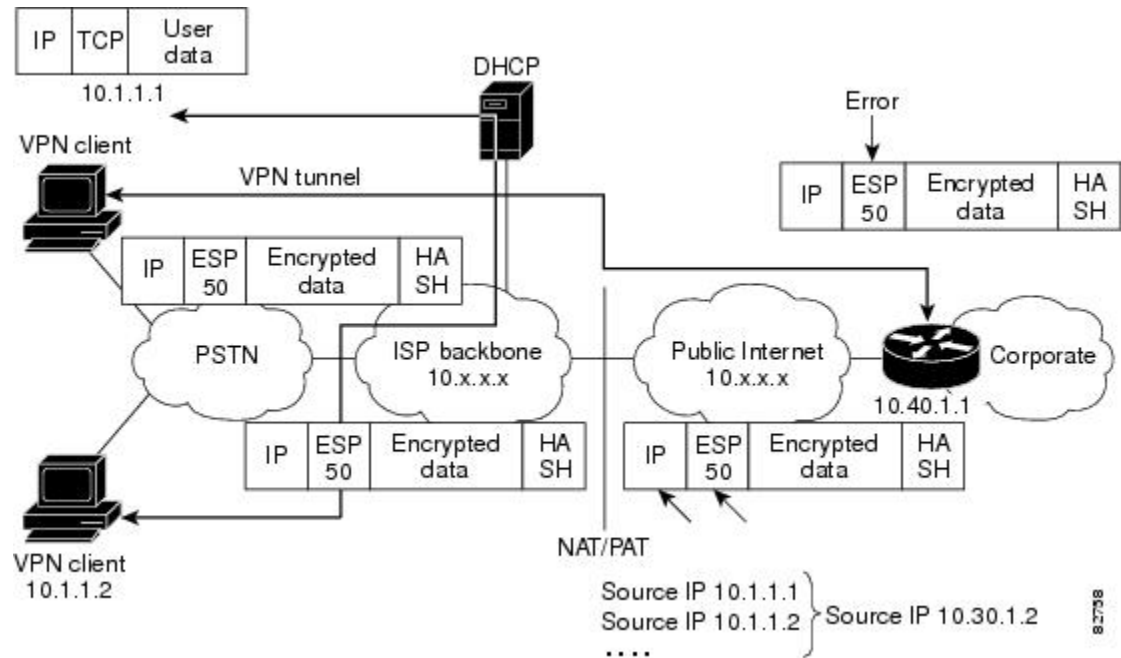 IP TCP User data
10.1.1.1
DHCP
Error
VPN client
VPN tunnel
IP ESP 50 Encrypted data HA SH
IP ESP 50 Encrypted data HA SH
PSTN
ISP backbone
10.x.x.x
Public Internet
10.x.x.x
Corporate
10.40.1.1
IP ESP 50 Encrypted data HA SH
IP ESP 50 Encrypted data HA SH
VPN client
10.1.1.2
NAT/PAT
Source IP 10.1.1.1
Source IP 10.1.1.2
....
Source IP 10.30.1.2
82758